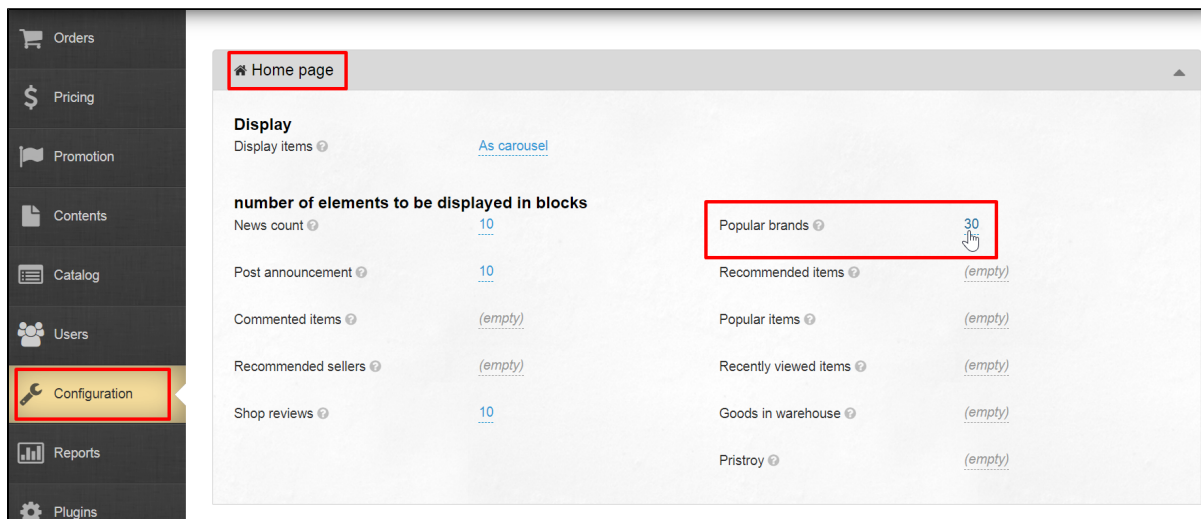 Orders
Pricing
Promotion
Contents
Catalog
Users
Configuration
Reports
Plugins
Home page
Display
Display items ? As carousel
number of elements to be displayed in blocks
News count ? 10
Popular brands ? 30
Post announcement ? 10
Recommended items ? (empty)
Commented items ? (empty)
Popular items ? (empty)
Recommended sellers ? (empty)
Recently viewed items ? (empty)
Shop reviews ? 10
Goods in warehouse ? (empty)
Pristroy ? (empty)